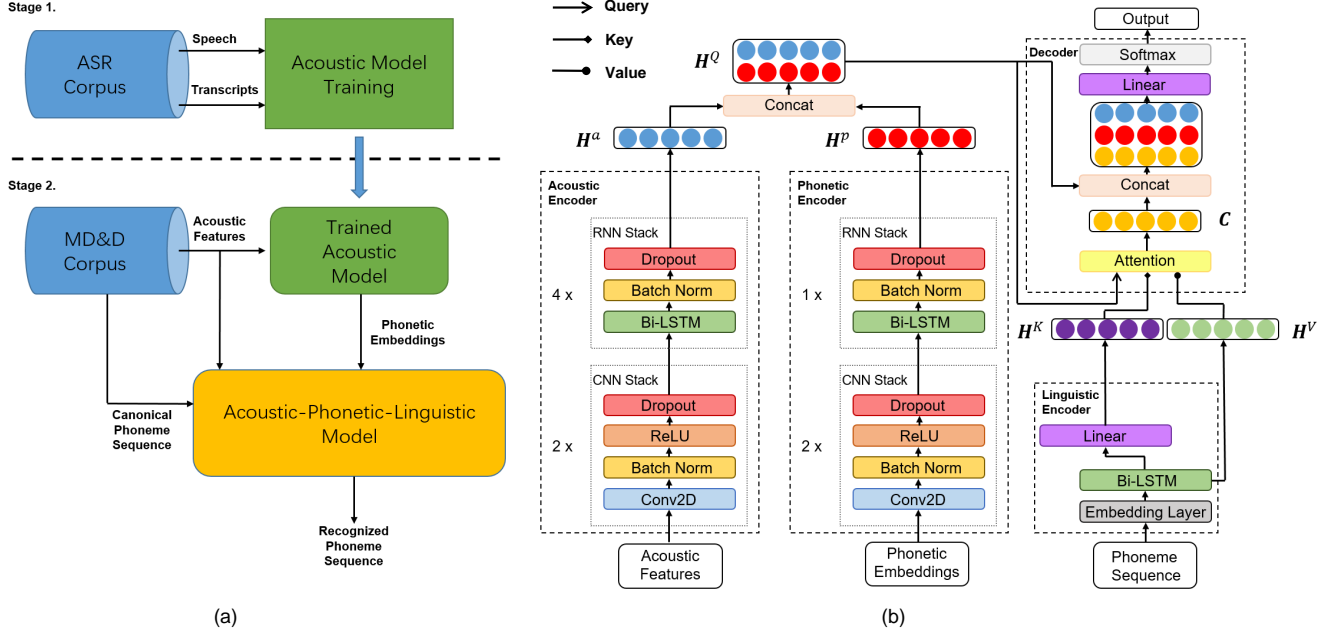 Stage 1.
ASR
Corpus
Speech
Transcripts
Acoustic Model
Training
Stage 2.
MD&D
Corpus
Acoustic
Features
Trained
Acoustic
Model
Phonetic
Embeddings
Canonical
Phoneme
Sequence
Acoustic-Phonetic-Linguistic
Model
Recognized
Phoneme
Sequence
(a)
Query
Key
Value
H^Q
Concat
H^a
H^p
Acoustic
Encoder
RNN Stack
Dropout
Batch Norm
Bi-LSTM
4 x
CNN Stack
Dropout
ReLU
Batch Norm
Conv2D
2 x
Acoustic
Features
Phonetic
Encoder
RNN Stack
Dropout
Batch Norm
Bi-LSTM
1 x
CNN Stack
Dropout
ReLU
Batch Norm
Conv2D
2 x
Phonetic
Embeddings
Output
Decoder
Softmax
Linear
Concat
C
Attention
H^K
H^V
Linguistic
Encoder
Linear
Bi-LSTM
Embedding Layer
Phoneme
Sequence
(b)